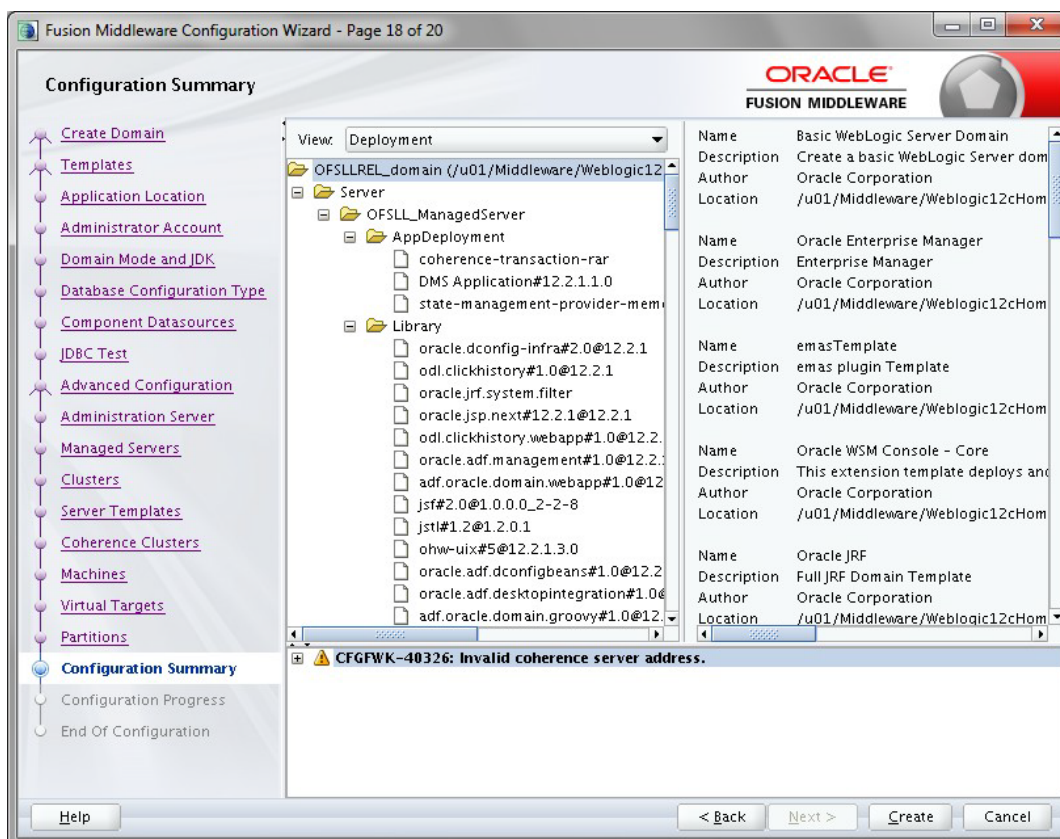 Fusion Middleware Configuration Wizard - Page 18 of 20
Configuration Summary
ORACLE
FUSION MIDDLEWARE
Create Domain
Templates
Application Location
Administrator Account
Domain Mode and JDK
Database Configuration Type
Component Datasources
JDBC Test
Advanced Configuration
Administration Server
Managed Servers
Clusters
Server Templates
Coherence Clusters
Machines
Virtual Targets
Partitions
Configuration Summary
Configuration Progress
End Of Configuration
View: Deployment
OFSLLREL_domain (/u01/Middleware/Weblogic12
Server
OFSLL_ManagedServer
AppDeployment
coherence-transaction-rar
DMS Application#12.2.1.1.0
state-management-provider-mem
Library
oracle.dconfig-infra#2.0@12.2.1
odl.clickhistory#1.0@12.2.1
oracle.jrf.system.filter
oracle.jsp.next#12.2.1@12.2.1
odl.clickhistory.webapp#1.0@12.2.
oracle.adf.management#1.0@12.2.
adf.oracle.domain.webapp#1.0@12
jsf#2.0@1.0.0.0_2-2-8
jstl#1.2@1.2.0.1
ohw-uix#5@12.2.1.3.0
oracle.adf.dconfigbeans#1.0@12.2
oracle.adf.desktopintegration#1.0
adf.oracle.domain.groovy#1.0@12.
Name Basic WebLogic Server Domain
Description Create a basic WebLogic Server dom
Author Oracle Corporation
Location /u01/Middleware/Weblogic12cHom
Name Oracle Enterprise Manager
Description Enterprise Manager
Author Oracle Corporation
Location /u01/Middleware/Weblogic12cHom
Name emasTemplate
Description emas plugin Template
Author Oracle Corporation
Location /u01/Middleware/Weblogic12cHom
Name Oracle WSM Console - Core
Description This extension template deploys and
Author Oracle Corporation
Location /u01/Middleware/Weblogic12cHom
Name Oracle JRF
Description Full JRF Domain Template
Author Oracle Corporation
Location /u01/Middleware/Weblogic12cHom
CFGFWK-40326: Invalid coherence server address.
Help
< Back
Next >
Create
Cancel